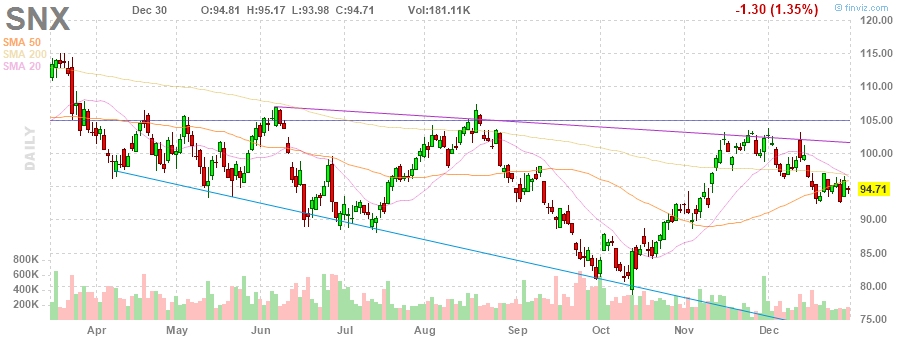 SNX Dec 30 O:94.81 H:95.17 L:93.98 C:94.71 Vol:181.11K -1.30 (1.35%) © finviz.com
SMA 50
SMA 200
SMA 20
DAILY
120.00
115.00
110.00
105.00
100.00
94.71
90.00
85.00
80.00
75.00
800K
600K
400K
200K
Apr May Jun Jul Aug Sep Oct Nov Dec